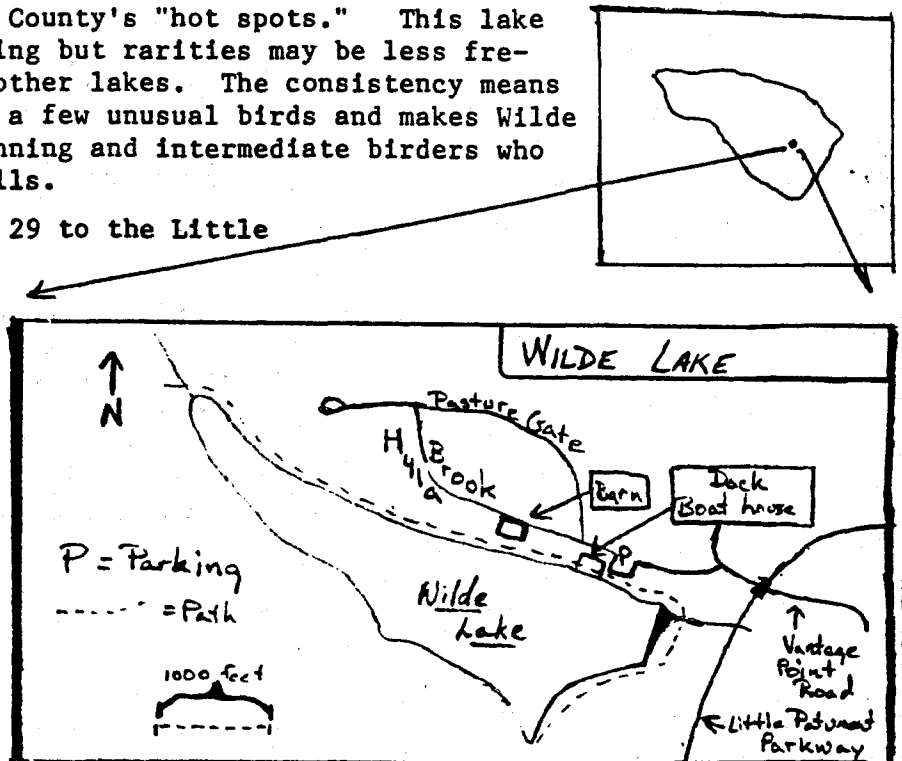 County's "hot spots." This lake
ing but rarities may be less fre-
other lakes. The consistency means
a few unusual birds and makes Wilde
nning and intermediate birders who
lls.
29 to the Little
WILDE LAKE
N
Pasture Gate
Hyla Brook
Barn
Dock
Boat house
P
P = Parking
= Path
Wilde
Lake
1000 feet
Vantage
Point
Road
Little Patuxent
Parkway